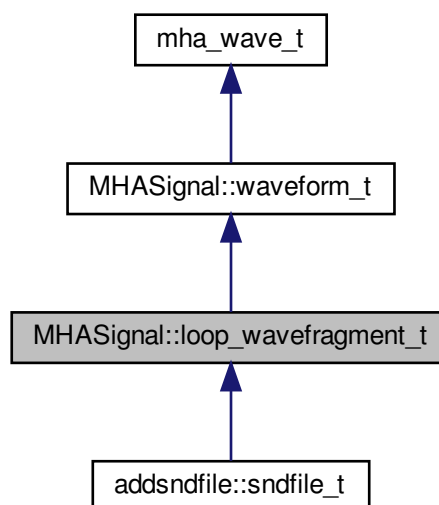 mha_wave_t
MHASignal::waveform_t
MHASignal::loop_wavefragment_t
addsndfile::sndfile_t